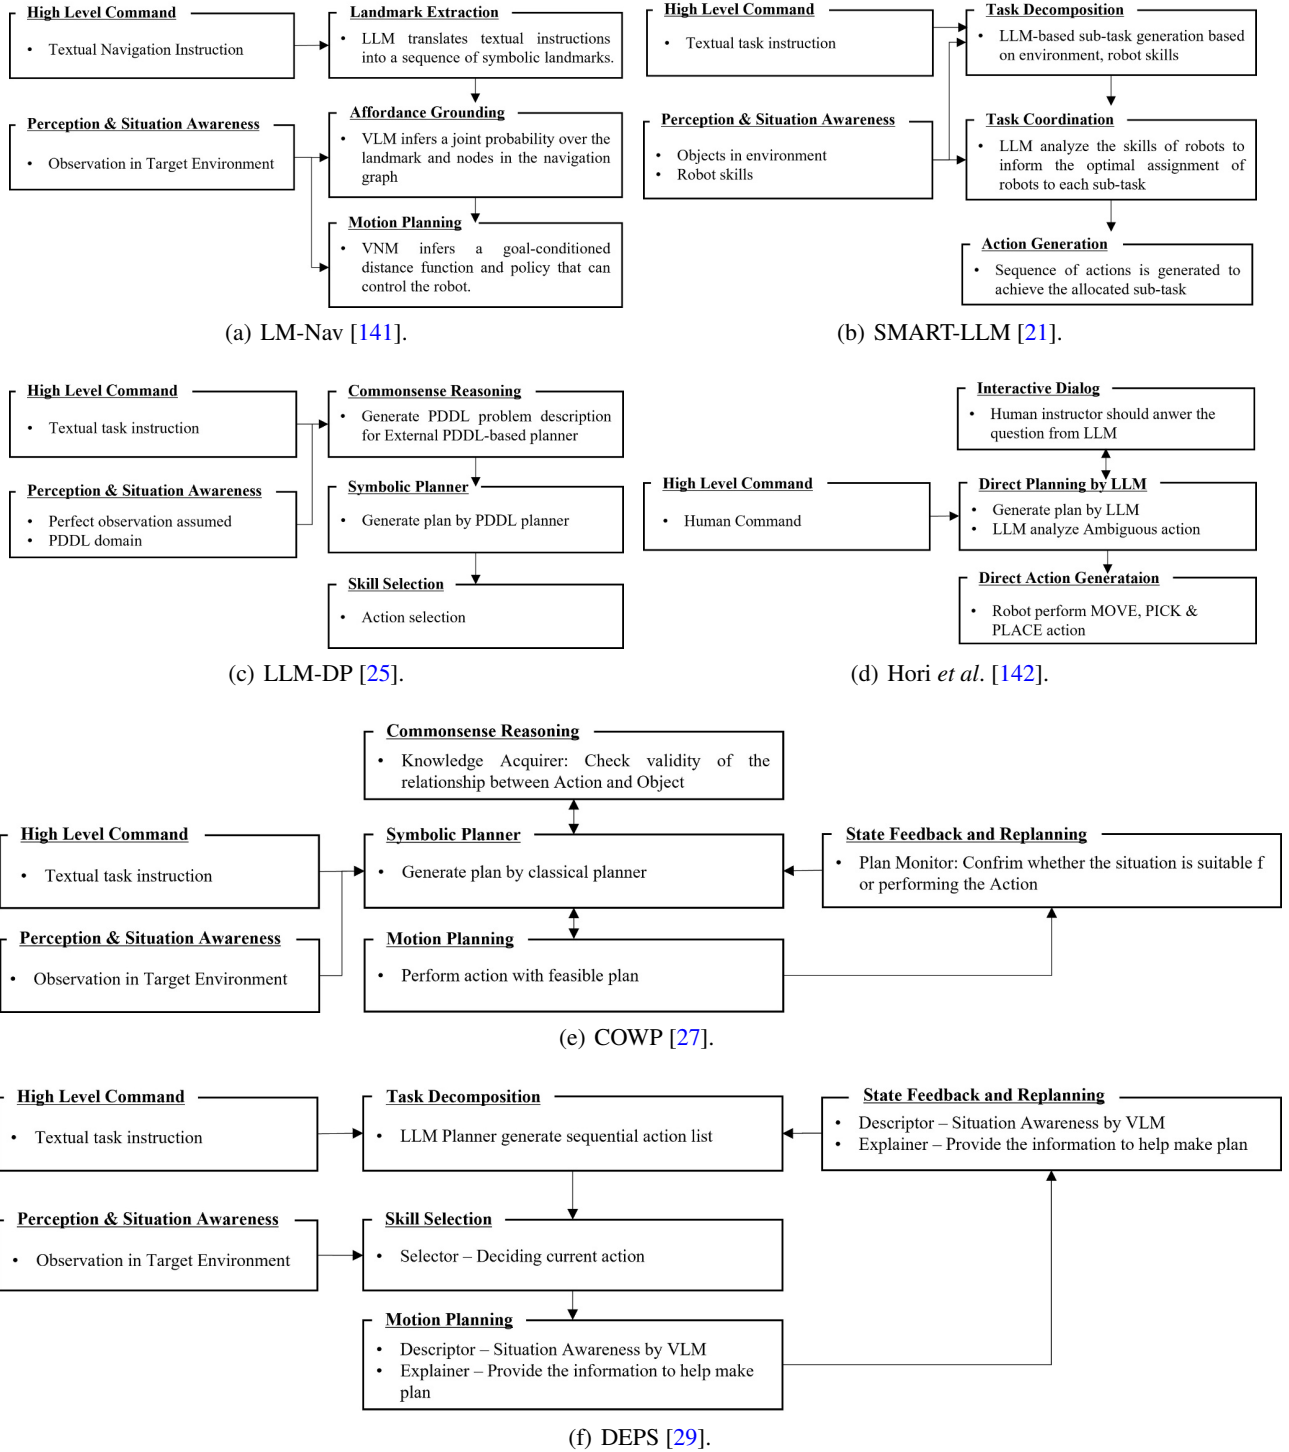 High Level Command
• Textual Navigation Instruction
Perception & Situation Awareness
• Observation in Target Environment
Landmark Extraction
• LLM translates textual instructions
into a sequence of symbolic landmarks.
Affordance Grounding
• VLM infers a joint probability over the
landmark and nodes in the navigation
graph
Motion Planning
• VNM infers a goal-conditioned
distance function and policy that can
control the robot.
(a) LM-Nav [141].
High Level Command
• Textual task instruction
Perception & Situation Awareness
• Objects in environment
• Robot skills
Task Decomposition
• LLM-based sub-task generation based
on environment, robot skills
Task Coordination
• LLM analyze the skills of robots to
inform the optimal assignment of
robots to each sub-task
Action Generation
• Sequence of actions is generated to
achieve the allocated sub-task
(b) SMART-LLM [21].
High Level Command
• Textual task instruction
Perception & Situation Awareness
• Perfect observation assumed
• PDDL domain
Commonsense Reasoning
• Generate PDDL problem description
for External PDDL-based planner
Symbolic Planner
• Generate plan by PDDL planner
Skill Selection
• Action selection
(c) LLM-DP [25].
Interactive Dialog
• Human instructor should anwer the
question from LLM
High Level Command
• Human Command
Direct Planning by LLM
• Generate plan by LLM
• LLM analyze Ambiguous action
Direct Action Generataion
• Robot perform MOVE, PICK &
PLACE action
(d) Hori et al. [142].
Commonsense Reasoning
• Knowledge Acquirer: Check validity of the
relationship between Action and Object
High Level Command
• Textual task instruction
Perception & Situation Awareness
• Observation in Target Environment
Symbolic Planner
• Generate plan by classical planner
Motion Planning
• Perform action with feasible plan
State Feedback and Replanning
• Plan Monitor: Confrim whether the situation is suitable f
or performing the Action
(e) COWP [27].
High Level Command
• Textual task instruction
Perception & Situation Awareness
• Observation in Target Environment
Task Decomposition
• LLM Planner generate sequential action list
Skill Selection
• Selector – Deciding current action
Motion Planning
• Descriptor – Situation Awareness by VLM
• Explainer – Provide the information to help make
plan
State Feedback and Replanning
• Descriptor – Situation Awareness by VLM
• Explainer – Provide the information to help make plan
(f) DEPS [29].